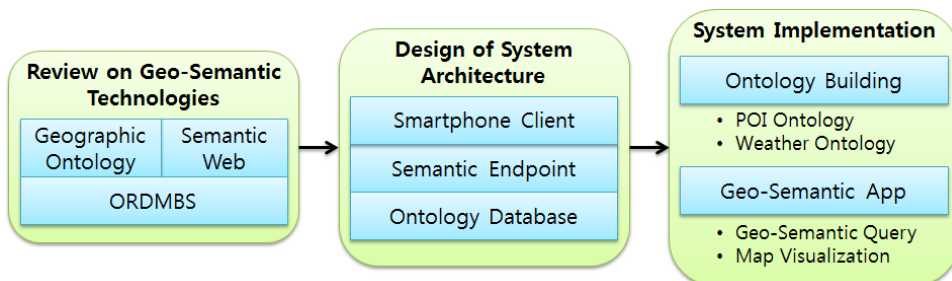 Review on Geo-Semantic
Technologies
Geographic
Ontology
Semantic
Web
ORDMBS
Design of System
Architecture
Smartphone Client
Semantic Endpoint
Ontology Database
System Implementation
Ontology Building
• POI Ontology
• Weather Ontology
Geo-Semantic App
• Geo-Semantic Query
• Map Visualization